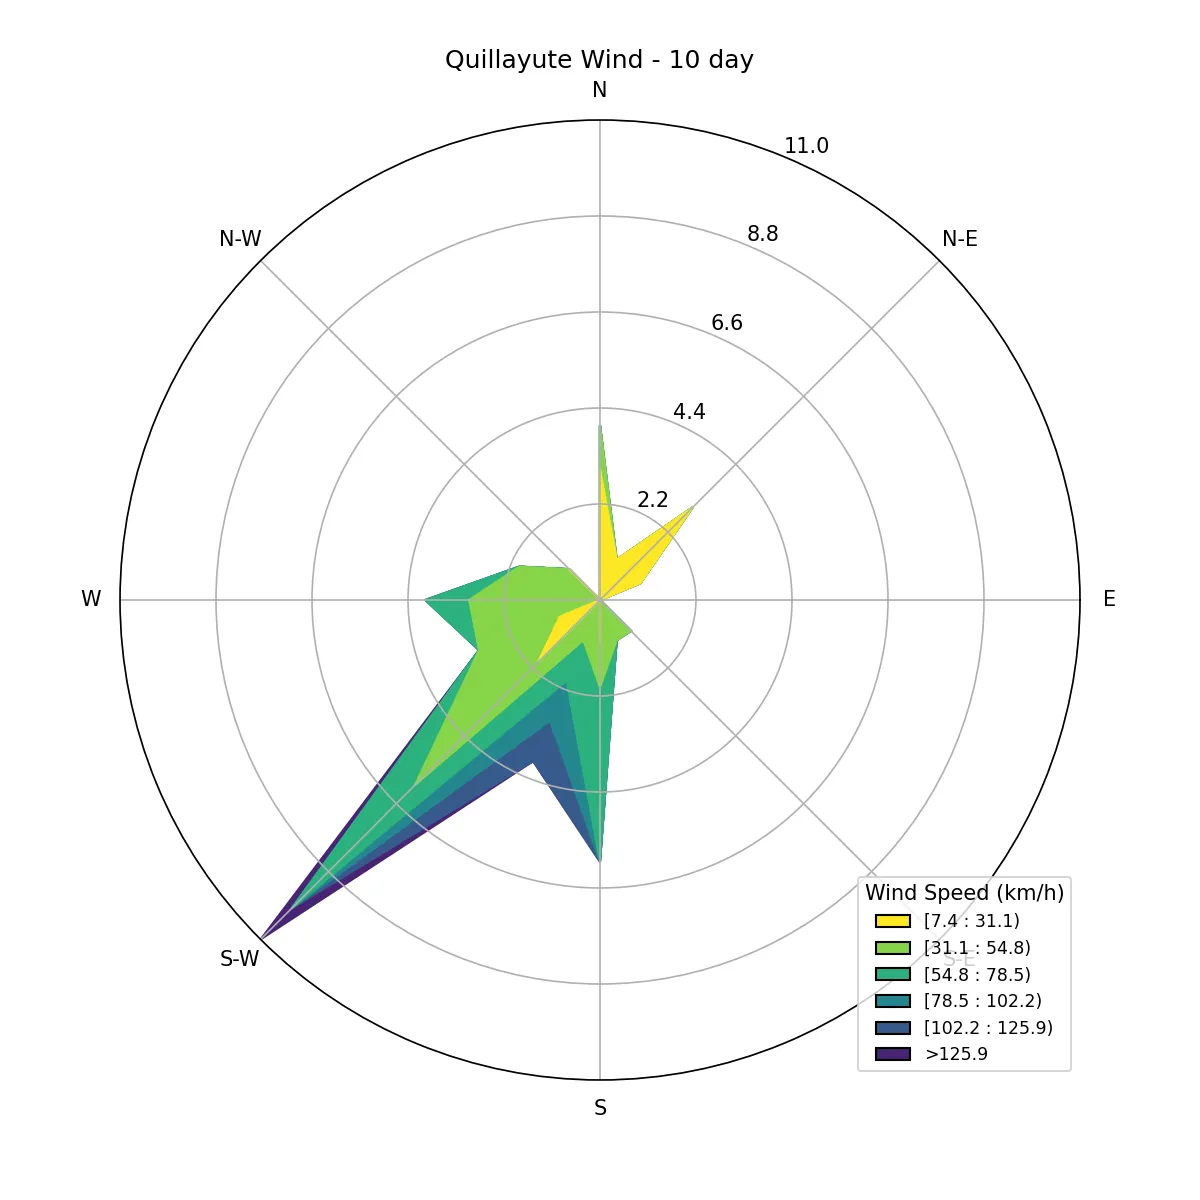 Quillayute Wind - 10 day
N
11.0
N-W
8.8
N-E
6.6
4.4
2.2
W
E
S-W
S-E
S
Wind Speed (km/h)
[7.4 : 31.1)
[31.1 : 54.8)
[54.8 : 78.5)
[78.5 : 102.2)
[102.2 : 125.9)
>125.9